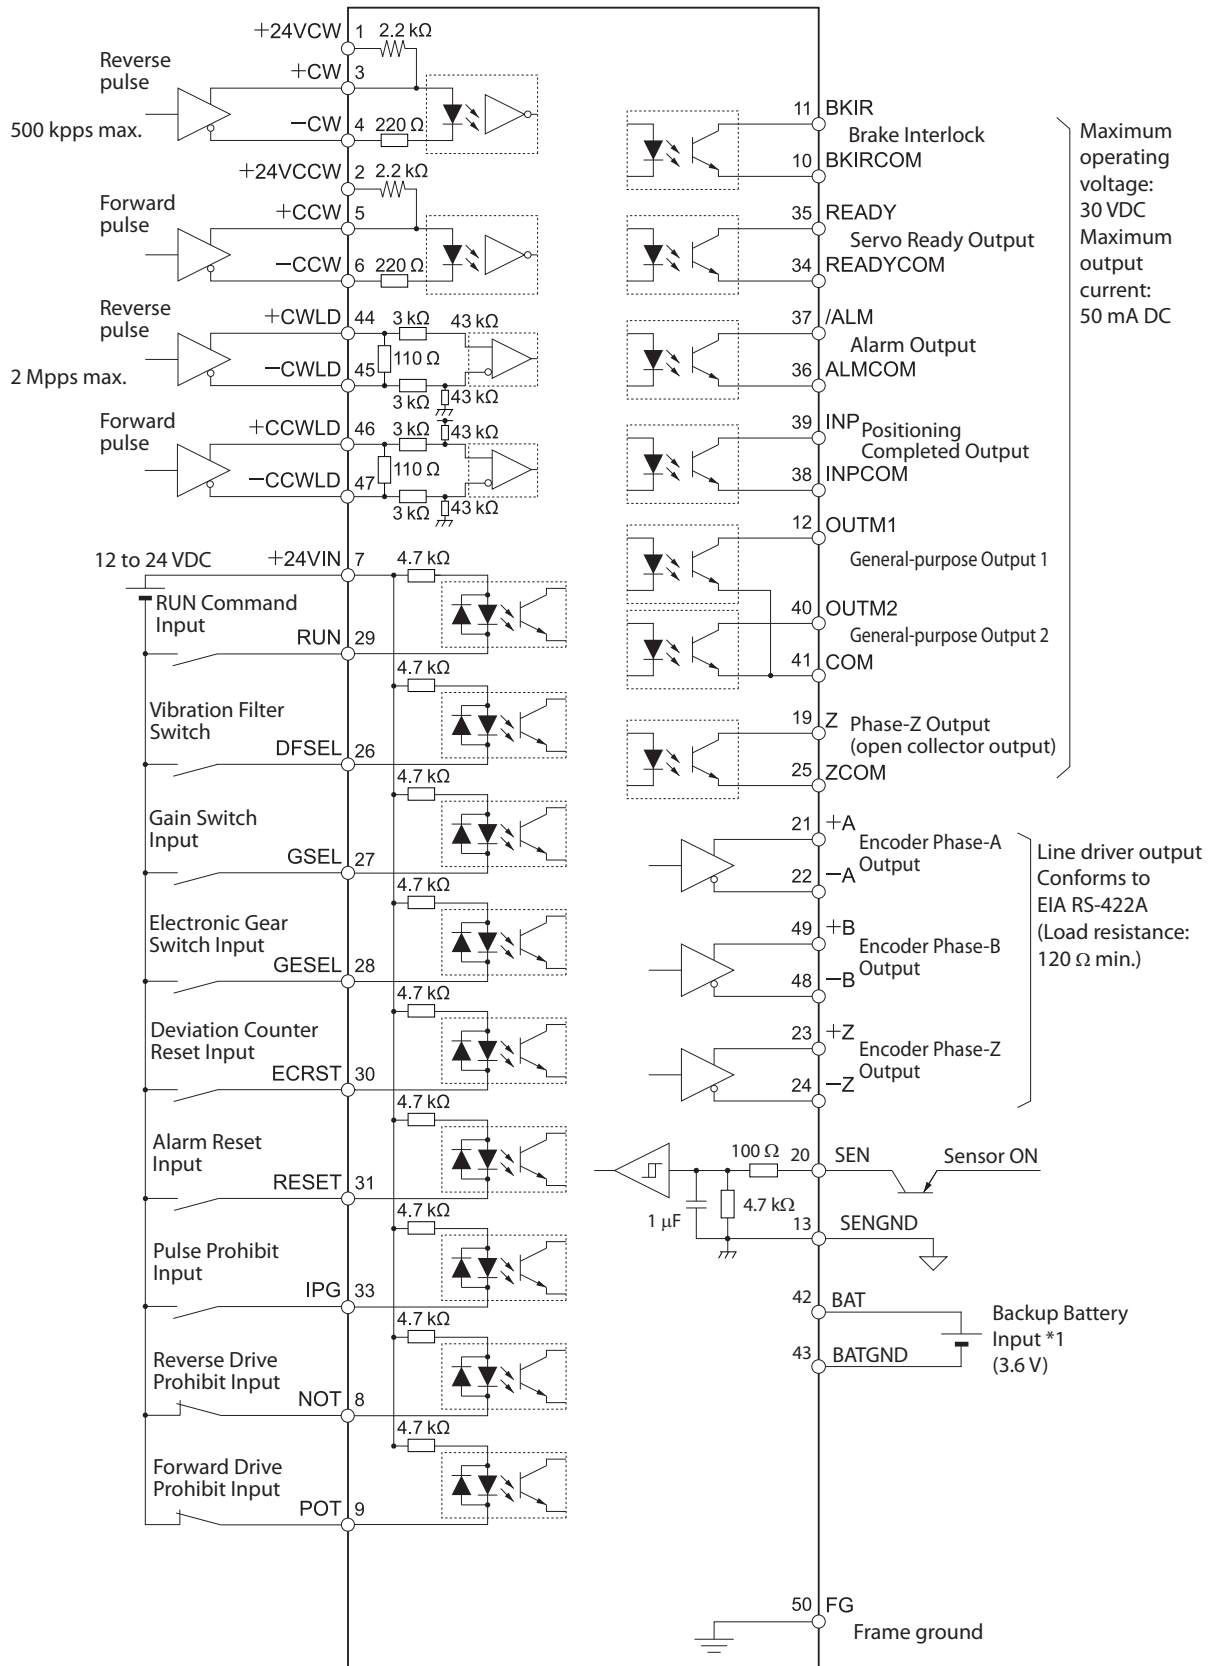 +24VCW 1 2.2 kΩ
Reverse
pulse
+CW 3
500 kpps max.
−CW 4 220 Ω
+24VCCW 2 2.2 kΩ
Forward
pulse
+CCW 5
−CCW 6 220 Ω
Reverse
pulse
+CWLD 44 3 kΩ 43 kΩ
110 Ω
2 Mpps max.
−CWLD 45
3 kΩ 43 kΩ
Forward
pulse
+CCWLD 46 3 kΩ 43 kΩ
110 Ω
−CCWLD 47
3 kΩ 43 kΩ
12 to 24 VDC
+24VIN 7 4.7 kΩ
RUN Command
Input
RUN 29
4.7 kΩ
Vibration Filter
Switch
DFSEL 26
4.7 kΩ
Gain Switch
Input
GSEL 27
4.7 kΩ
Electronic Gear
Switch Input
GESEL 28
4.7 kΩ
Deviation Counter
Reset Input
ECRST 30
4.7 kΩ
Alarm Reset
Input
RESET 31
4.7 kΩ
Pulse Prohibit
Input
IPG 33
4.7 kΩ
Reverse Drive
Prohibit Input
NOT 8
4.7 kΩ
Forward Drive
Prohibit Input
POT 9
11 BKIR
Brake Interlock
10 BKIRCOM
35 READY
Servo Ready Output
34 READYCOM
37 /ALM
Alarm Output
36 ALMCOM
39 INP
Positioning
Completed Output
38 INPCOM
12 OUTM1
General-purpose Output 1
40 OUTM2
General-purpose Output 2
41 COM
19 Z
Phase-Z Output
(open collector output)
25 ZCOM
Maximum
operating
voltage:
30 VDC
Maximum
output
current:
50 mA DC
21 +A
Encoder Phase-A
Output
22 −A
49 +B
Encoder Phase-B
Output
48 −B
23 +Z
Encoder Phase-Z
Output
24 −Z
Line driver output
Conforms to
EIA RS-422A
(Load resistance:
120 Ω min.)
100 Ω 20 SEN Sensor ON
1 µF 4.7 kΩ
13 SENGND
42 BAT
Backup Battery
Input *1
(3.6 V)
43 BATGND
50 FG
Frame ground